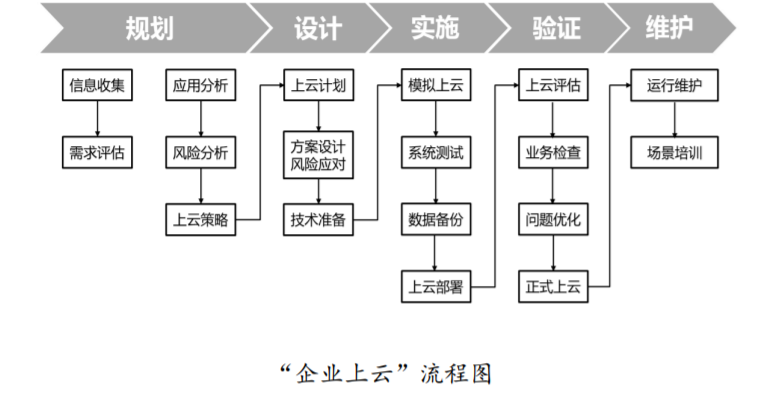 规划
设计
实施
验证
维护
信息收集
需求评估
应用分析
风险分析
上云策略
上云计划
方案设计
风险应对
技术准备
模拟上云
系统测试
数据备份
上云部署
上云评估
业务检查
问题优化
正式上云
运行维护
场景培训
“企业上云”流程图